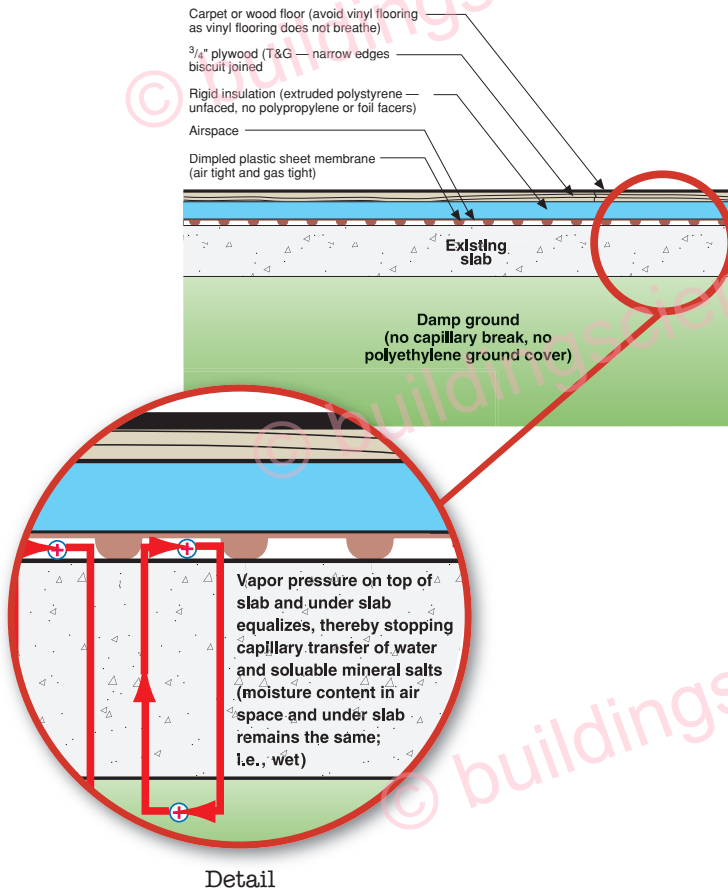 Carpet or wood floor (avoid vinyl flooring
as vinyl flooring does not breathe)
3/4" plywood (T&G — narrow edges
biscuit joined
Rigid insulation (extruded polystyrene —
unfaced, no polypropylene or foil facers)
Airspace
Dimpled plastic sheet membrane
(air tight and gas tight)
Existing
slab
Damp ground
(no capillary break, no
polyethylene ground cover)
Vapor pressure on top of
slab and under slab
equalizes, thereby stopping
capillary transfer of water
and soluable mineral salts
(moisture content in air
space and under slab
remains the same;
i.e., wet)
Detail
© buildingsc
© buildingscien
© buildings